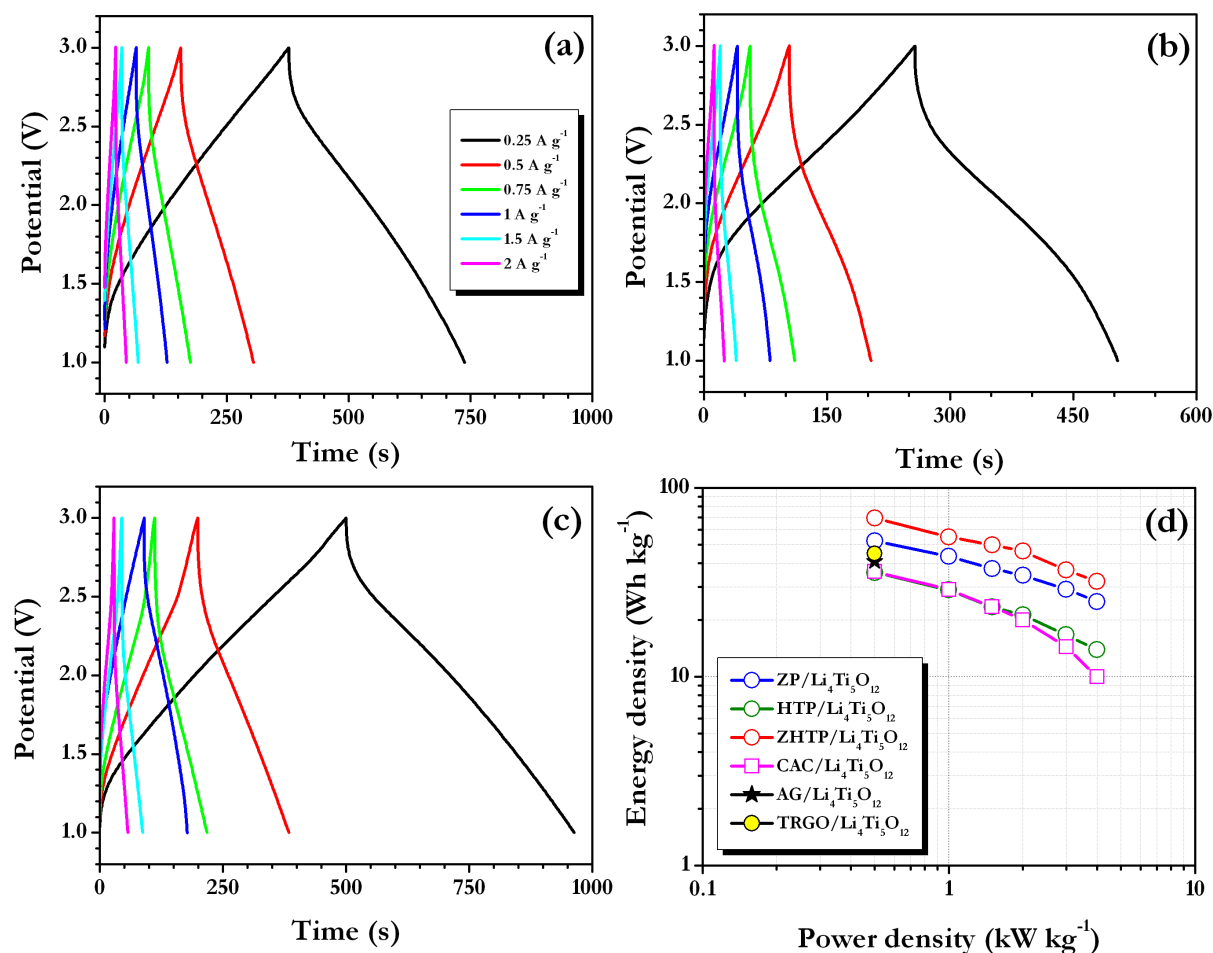 (a)
Potential (V)
3.0
2.5
2.0
1.5
1.0
0.25 A g⁻¹
0.5 A g⁻¹
0.75 A g⁻¹
1 A g⁻¹
1.5 A g⁻¹
2 A g⁻¹
0 250 500 750 1000
Time (s)
(b)
Potential (V)
3.0
2.5
2.0
1.5
1.0
0 150 300 450 600
Time (s)
(c)
Potential (V)
3.0
2.5
2.0
1.5
1.0
0 250 500 750 1000
Time (s)
(d)
Energy density (Wh kg⁻¹)
100
10
1
ZP/Li₄Ti₅O₁₂
HTP/Li₄Ti₅O₁₂
ZHTP/Li₄Ti₅O₁₂
CAC/Li₄Ti₅O₁₂
AG/Li₄Ti₅O₁₂
TRGO/Li₄Ti₅O₁₂
0.1 1 10
Power density (kW kg⁻¹)